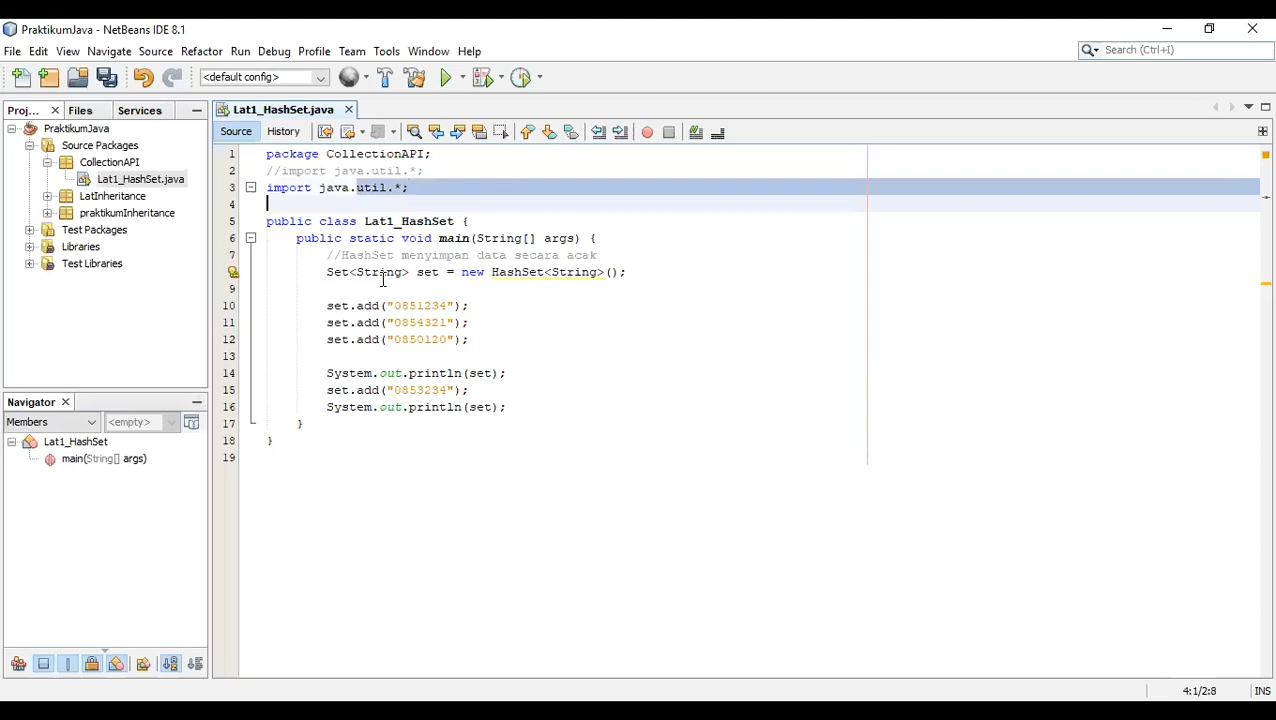 PraktikumJava - NetBeans IDE 8.1
File Edit View Navigate Source Refactor Run Debug Profile Team Tools Window Help
Search (Ctrl+I)
<default config>
Proj... Files Services
PraktikumJava
Source Packages
CollectionAPI
Lat1_HashSet.java
LatInheritance
praktikumInheritance
Test Packages
Libraries
Test Libraries
Navigator
Members <empty>
Lat1_HashSet
main(String[] args)
Lat1_HashSet.java
Source History
1 package CollectionAPI;
2 //import java.util.*;
3 import java.util.*;
4
5 public class Lat1_HashSet {
6 public static void main(String[] args) {
7 //HashSet menyimpan data secara acak
Set<String> set = new HashSet<String>();
9
10 set.add("0851234");
11 set.add("0854321");
12 set.add("0850120");
13
14 System.out.println(set);
15 set.add("0853234");
16 System.out.println(set);
17 }
18 }
19
4:1/2:8 INS